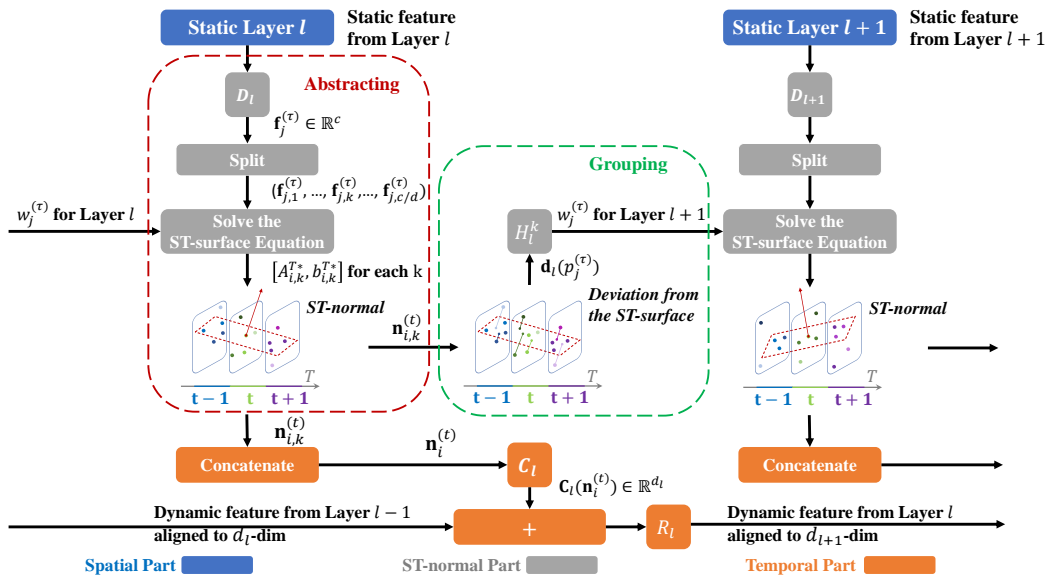 Static Layer l
Static feature
from Layer l
Static Layer l + 1
Static feature
from Layer l + 1
Abstracting
D_l
f_j^(τ) ∈ ℝ^c
Split
(f_{j,1}^(τ), ..., f_{j,k}^(τ), ..., f_{j,c/d}^(τ))
w_j^(τ) for Layer l
Solve the
ST-surface Equation
[A_{i,k}^{T*}, b_{i,k}^{T*}] for each k
ST-normal
T
t − 1 t t + 1
n_{i,k}^(t)
n_{i,k}^(t)
Grouping
H_l^k
w_j^(τ) for Layer l + 1
d_l(p_j^(τ))
Deviation from
the ST-surface
T
t − 1 t t + 1
D_{l+1}
Split
Solve the
ST-surface Equation
ST-normal
T
t − 1 t t + 1
Concatenate
n_i^(t)
C_l
C_l(n_i^(t)) ∈ ℝ^{d_l}
Concatenate
Dynamic feature from Layer l − 1
aligned to d_l-dim
+
R_l
Dynamic feature from Layer l
aligned to d_{l+1}-dim
Spatial Part
ST-normal Part
Temporal Part